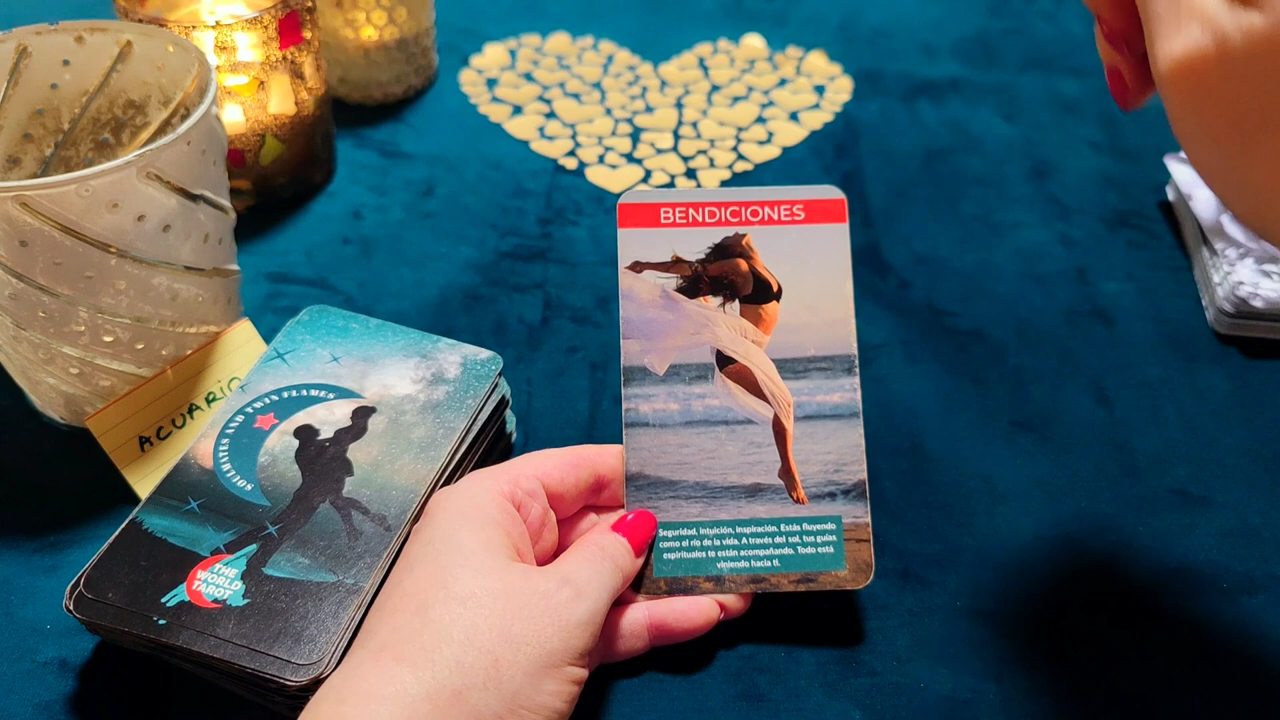 BENDICIONES
Seguridad, intuición, inspiración. Estás fluyendo
como el río de la vida. A través del sol, tus guías
espirituales te están acompañando. Todo está
viniendo hacia ti.
ACUARIO
SOULMATES AND TWIN FLAMES
THE
WORLD
TAROT